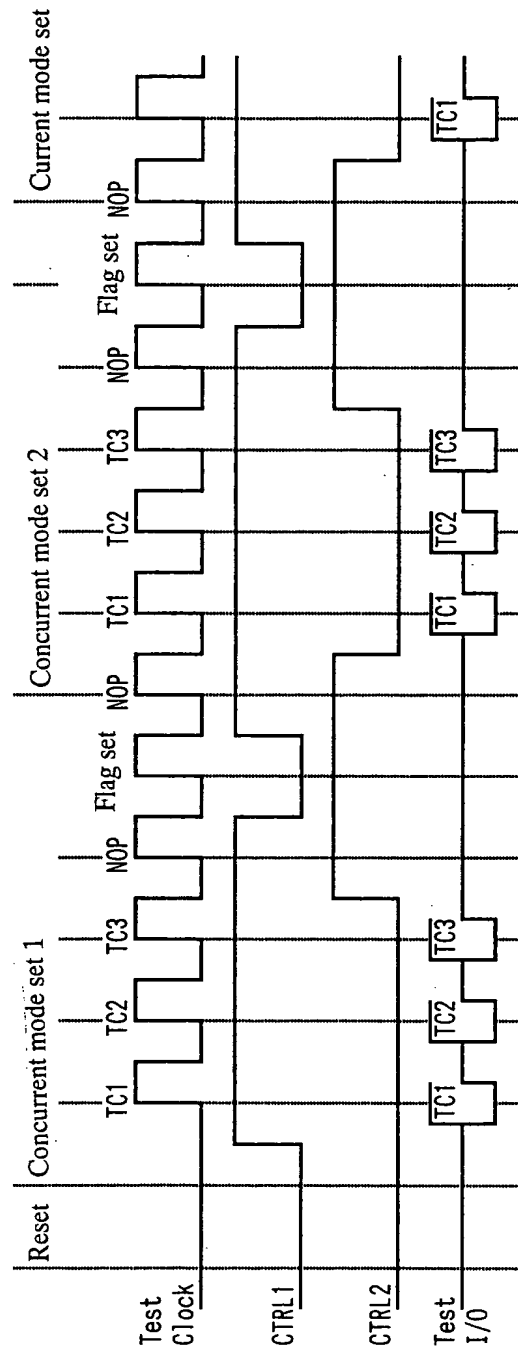 Reset
Concurrent mode set 1
Concurrent mode set 2
Current mode set
Flag set
Flag set
Test Clock
TC1
TC2
TC3
NOP
NOP
TC1
TC2
TC3
NOP
NOP
CTRL1
CTRL2
Test I/O
TC1
TC2
TC3
TC1
TC2
TC3
TC1